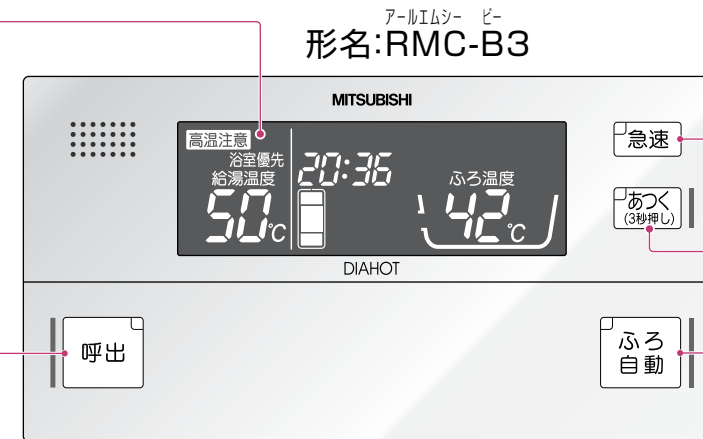 アールエムシー ビー
形名:RMC-B3
MITSUBISHI
高温注意
浴室優先
給湯温度
50℃
20:36
ふろ温度
42℃
急速
あつく
(3秒押し)
DIAHOT
呼出
ふろ
自動